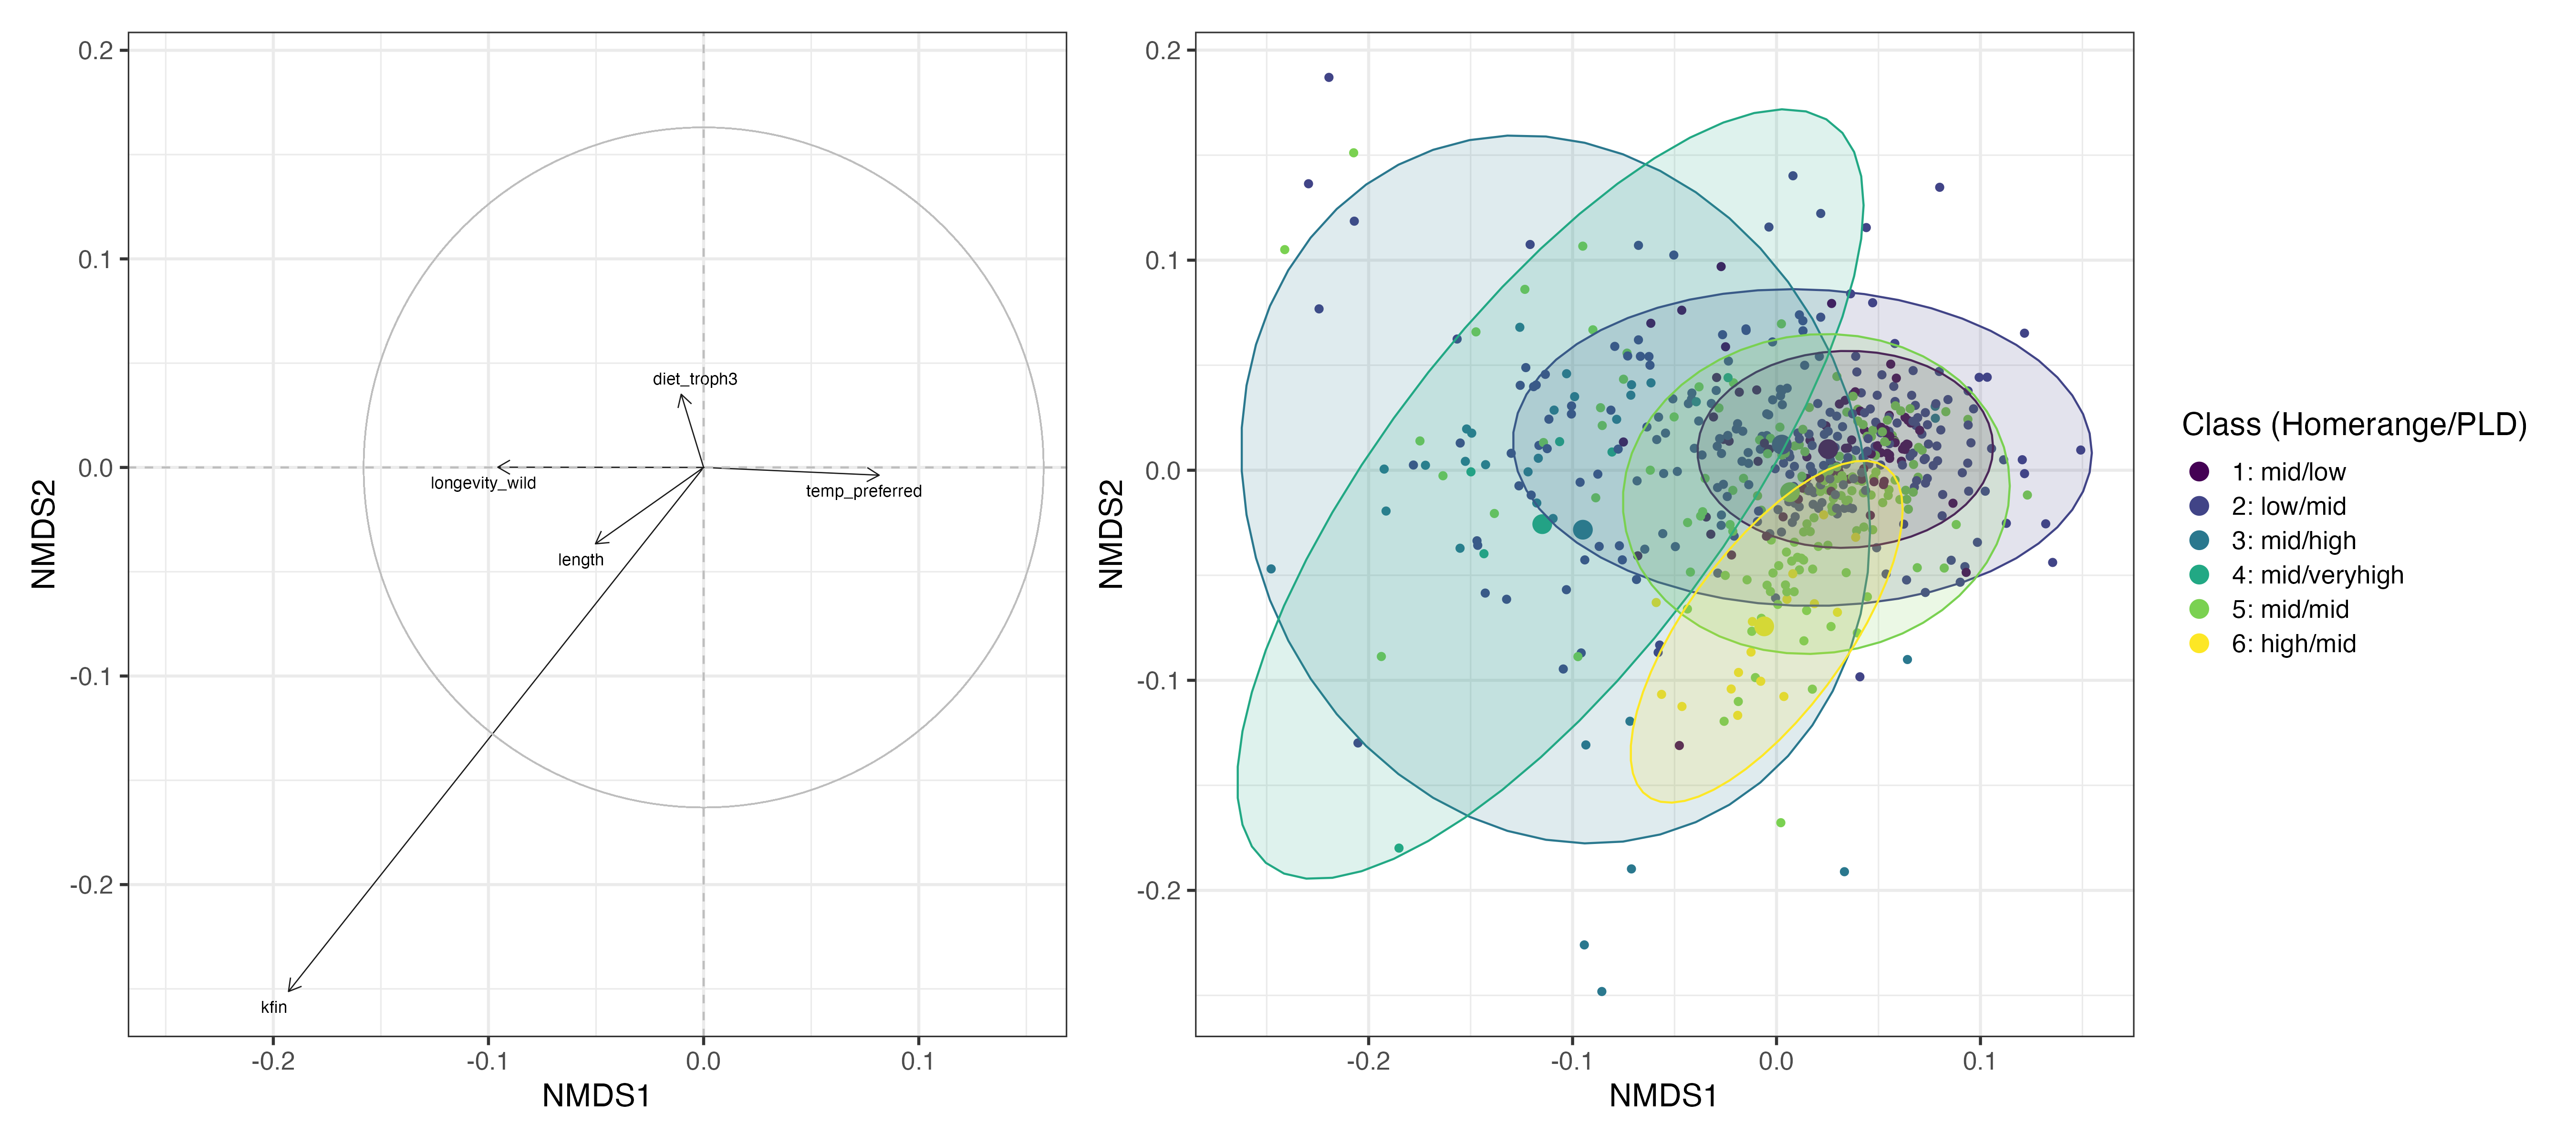 0.2
0.1
0.0
-0.1
-0.2
NMDS2
diet_troph3
longevity_wild
temp_preferred
length
kfin
-0.2
-0.1
0.0
0.1
NMDS1
0.2
0.1
0.0
-0.1
-0.2
NMDS2
-0.2
-0.1
0.0
0.1
NMDS1
Class (Homerange/PLD)
1: mid/low
2: low/mid
3: mid/high
4: mid/veryhigh
5: mid/mid
6: high/mid